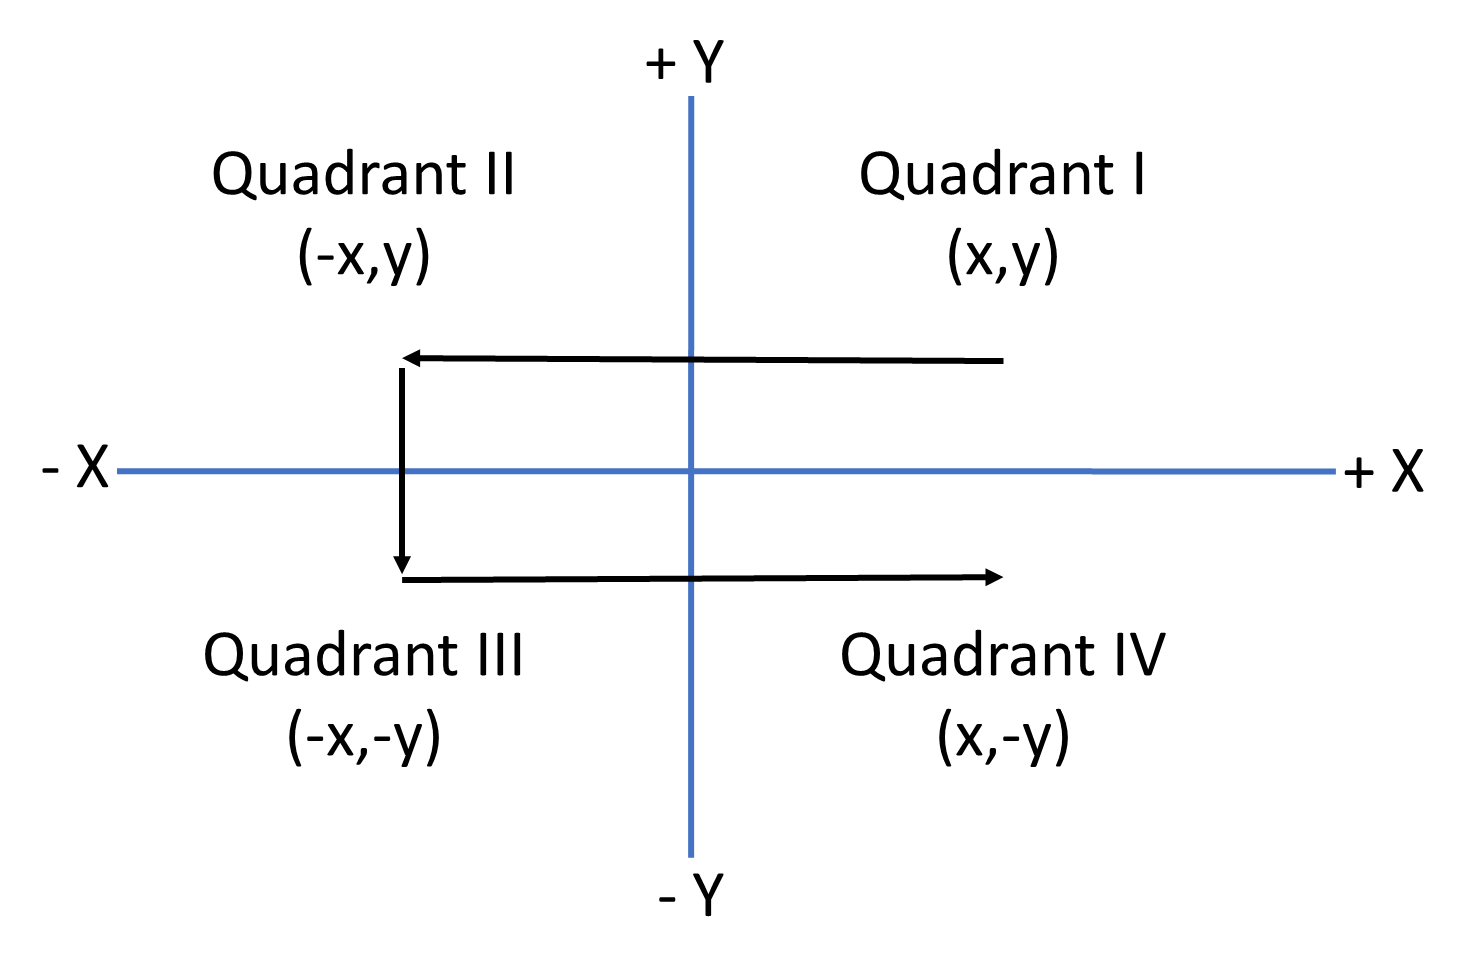 + Y
Quadrant II
(-x,y)
Quadrant I
(x,y)
- X
+ X
Quadrant III
(-x,-y)
Quadrant IV
(x,-y)
- Y